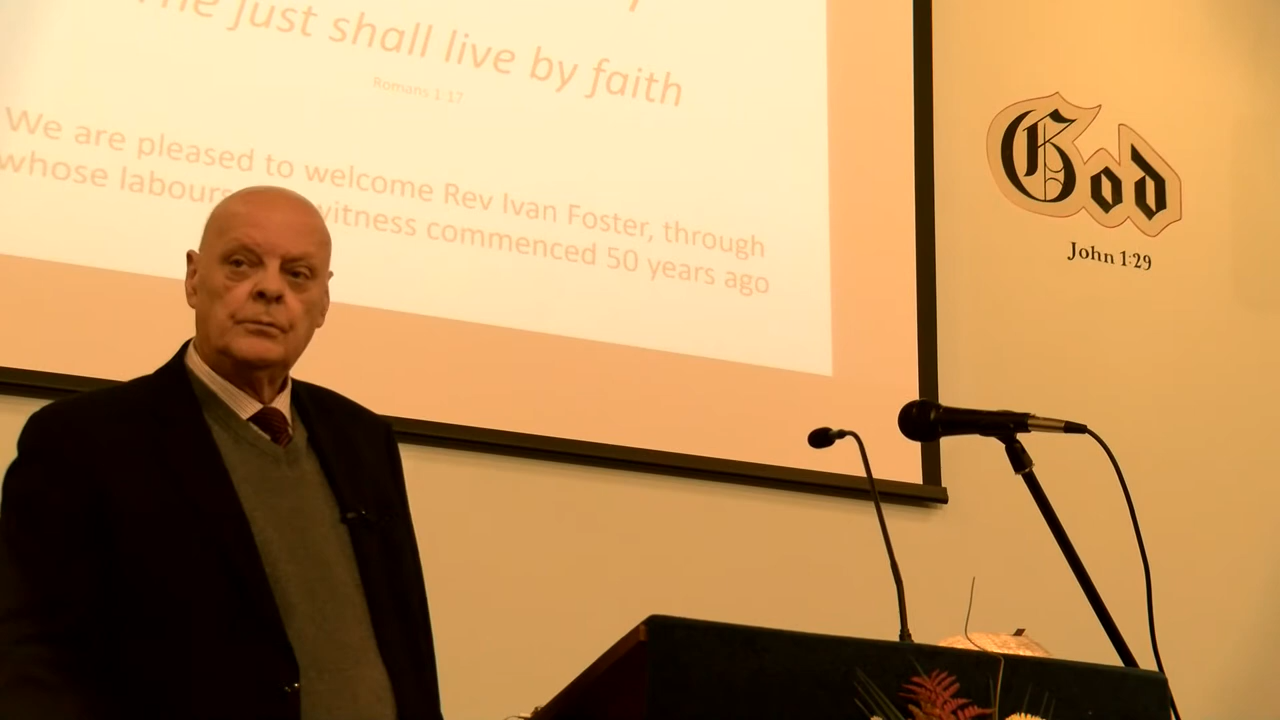 The just shall live by faith
Romans 1:17
We are pleased to welcome Rev Ivan Foster, through
whose labours witness commenced 50 years ago
God
John 1:29